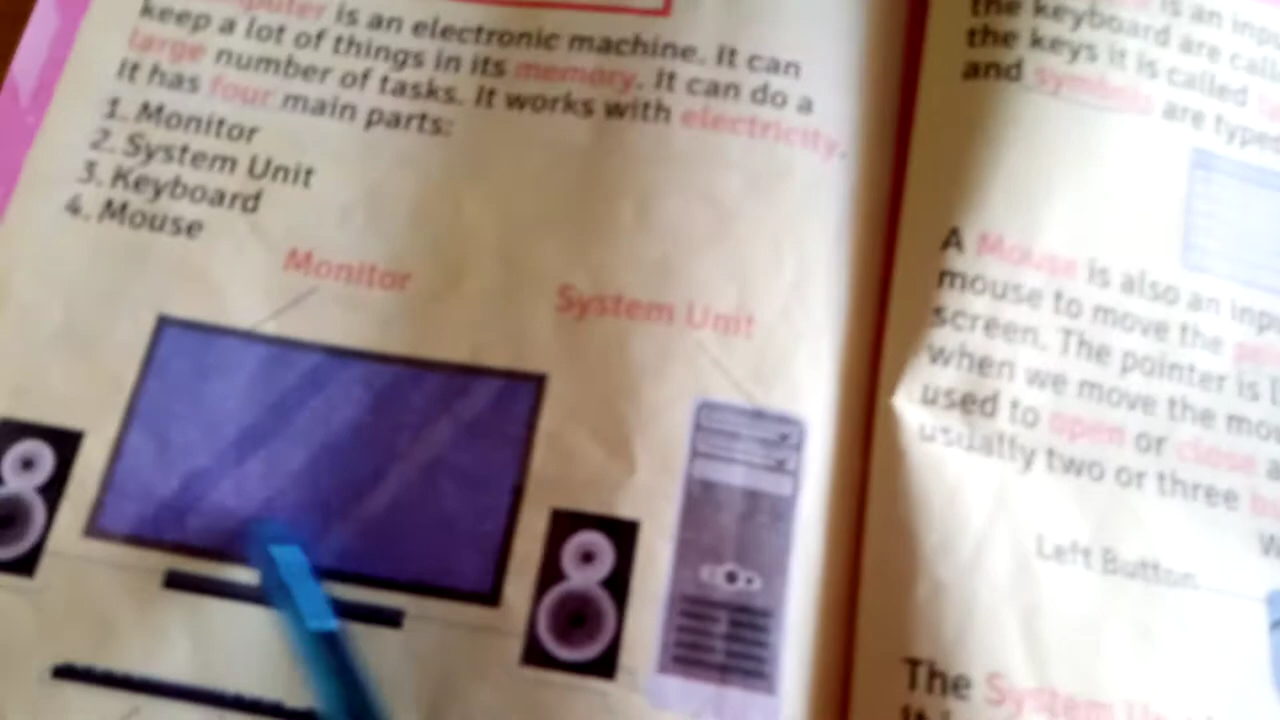 computer is an electronic machine. It can
keep a lot of things in its memory. It can do a
large number of tasks. It works with electricity.
It has four main parts:
1. Monitor
2. System Unit
3. Keyboard
4. Mouse
Monitor
System Unit
is an
the keyboard are
the keys it is called
and symbols are
A Mouse is also an
mouse to move the
screen. The pointer is
when we move the
used to open or close
usually two or three
Left Button
The System